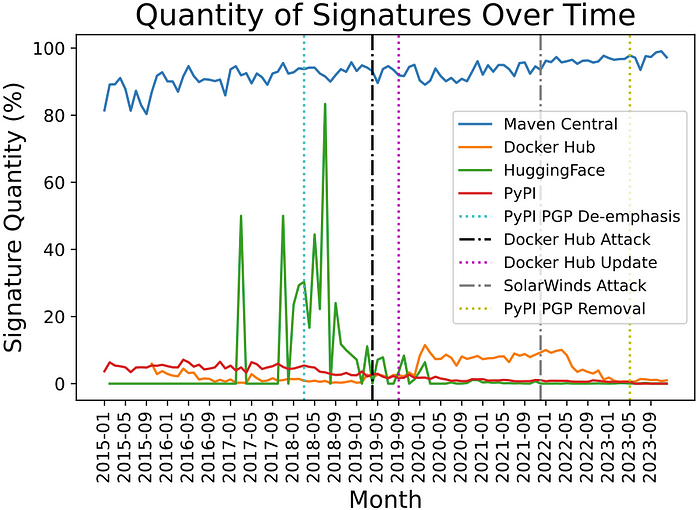 Quantity of Signatures Over Time
Signature Quantity (%)
100
80
60
40
20
0
Maven Central
Docker Hub
HuggingFace
PyPI
PyPI PGP De-emphasis
Docker Hub Attack
Docker Hub Update
SolarWinds Attack
PyPI PGP Removal
2015-01
2015-05
2015-09
2016-01
2016-05
2016-09
2017-01
2017-05
2017-09
2018-01
2018-05
2018-09
2019-01
2019-05
2019-09
2020-01
2020-05
2020-09
2021-01
2021-05
2021-09
2022-01
2022-05
2022-09
2023-01
2023-05
2023-09
Month